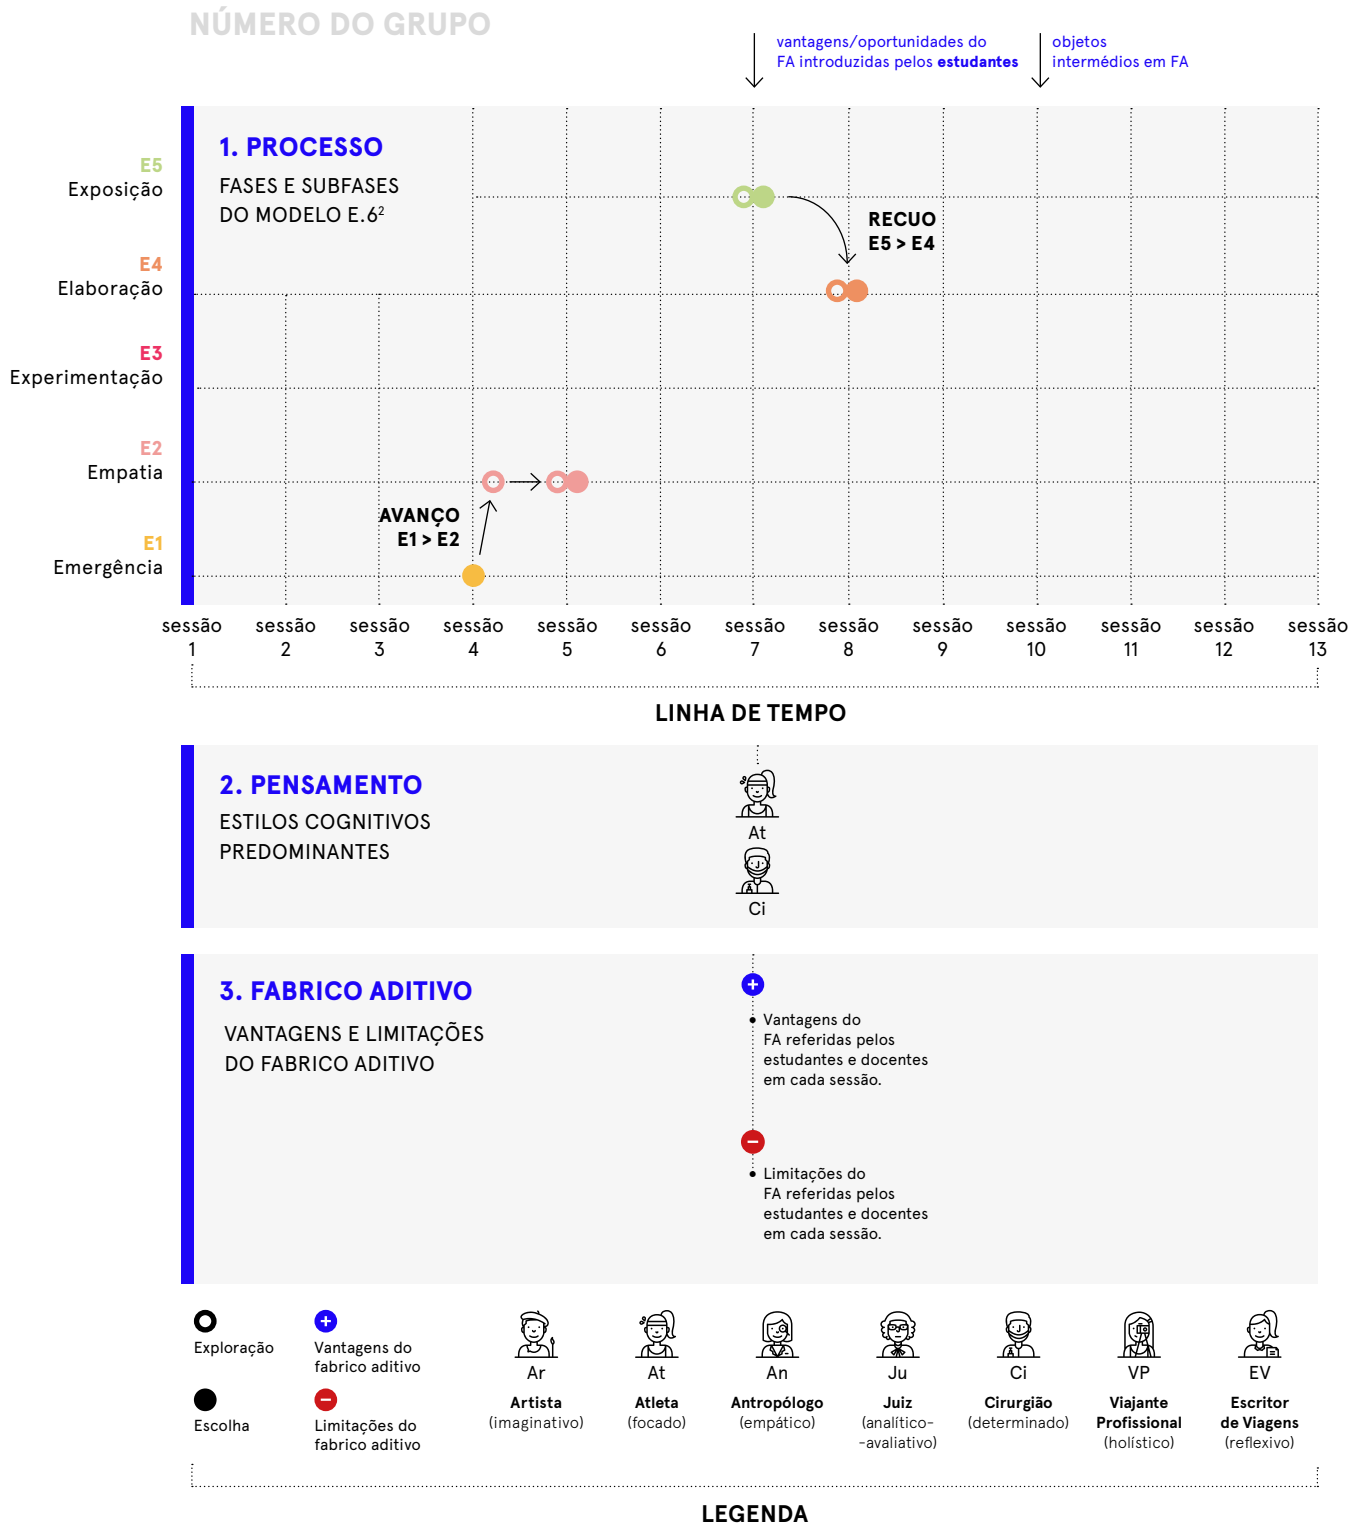 NÚMERO DO GRUPO
vantagens/oportunidades do
FA introduzidas pelos estudantes
objetos
intermédios em FA
1. PROCESSO
FASES E SUBFASES
DO MODELO E.6²
E5
Exposição
E4
Elaboração
E3
Experimentação
E2
Empatia
E1
Emergência
RECUO
E5 > E4
AVANÇO
E1 > E2
sessão
1
sessão
2
sessão
3
sessão
4
sessão
5
sessão
6
sessão
7
sessão
8
sessão
9
sessão
10
sessão
11
sessão
12
sessão
13
LINHA DE TEMPO
2. PENSAMENTO
ESTILOS COGNITIVOS
PREDOMINANTES
At
Ci
3. FABRICO ADITIVO
VANTAGENS E LIMITAÇÕES
DO FABRICO ADITIVO
• Vantagens do
FA referidas pelos
estudantes e docentes
em cada sessão.
• Limitações do
FA referidas pelos
estudantes e docentes
em cada sessão.
Exploração
Escolha
Vantagens do
fabrico aditivo
Limitações do
fabrico aditivo
Ar
Artista
(imaginativo)
At
Atleta
(focado)
An
Antropólogo
(empático)
Ju
Juiz
(analítico-
-avaliativo)
Ci
Cirurgião
(determinado)
VP
Viajante
Profissional
(holístico)
EV
Escritor
de Viagens
(reflexivo)
LEGENDA